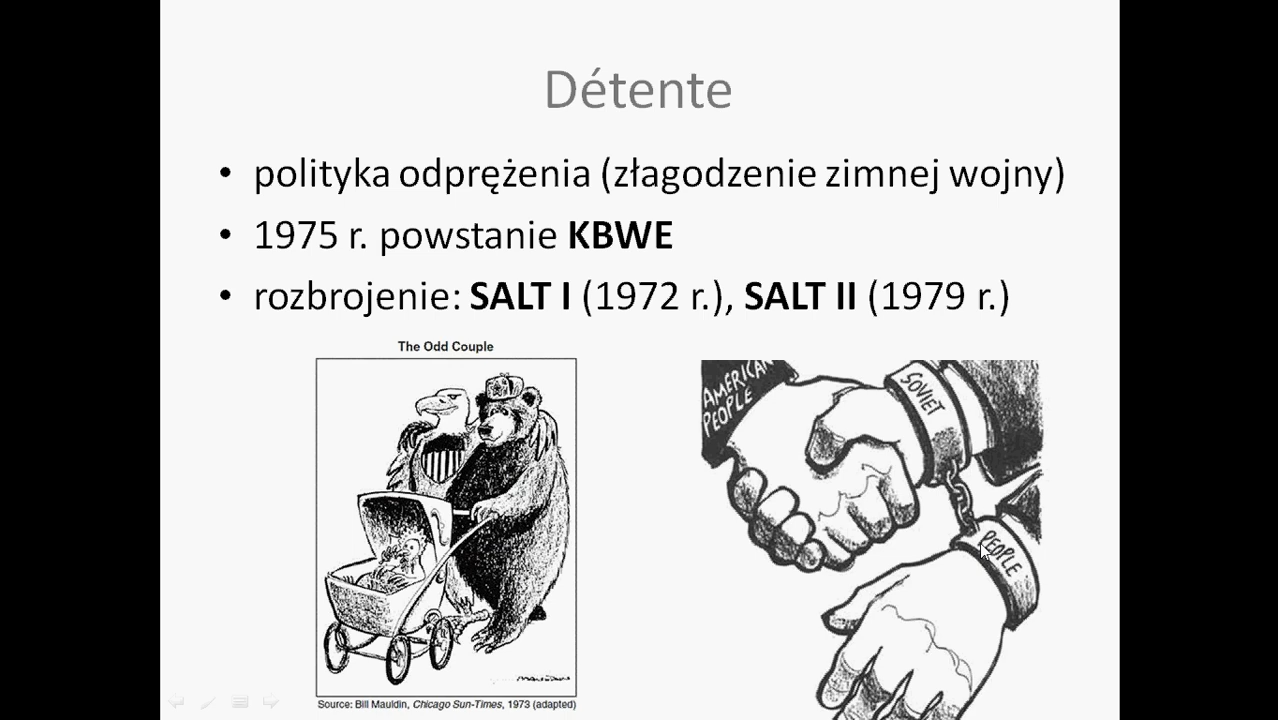 Détente
• polityka odprężenia (złagodzenie zimnej wojny)
• 1975 r. powstanie KBWE
• rozbrojenie: SALT I (1972 r.), SALT II (1979 r.)
The Odd Couple
Source: Bill Mauldin, Chicago Sun-Times, 1973 (adapted)
AMERICAN
PEOPLE
SOVIET
PEOPLE